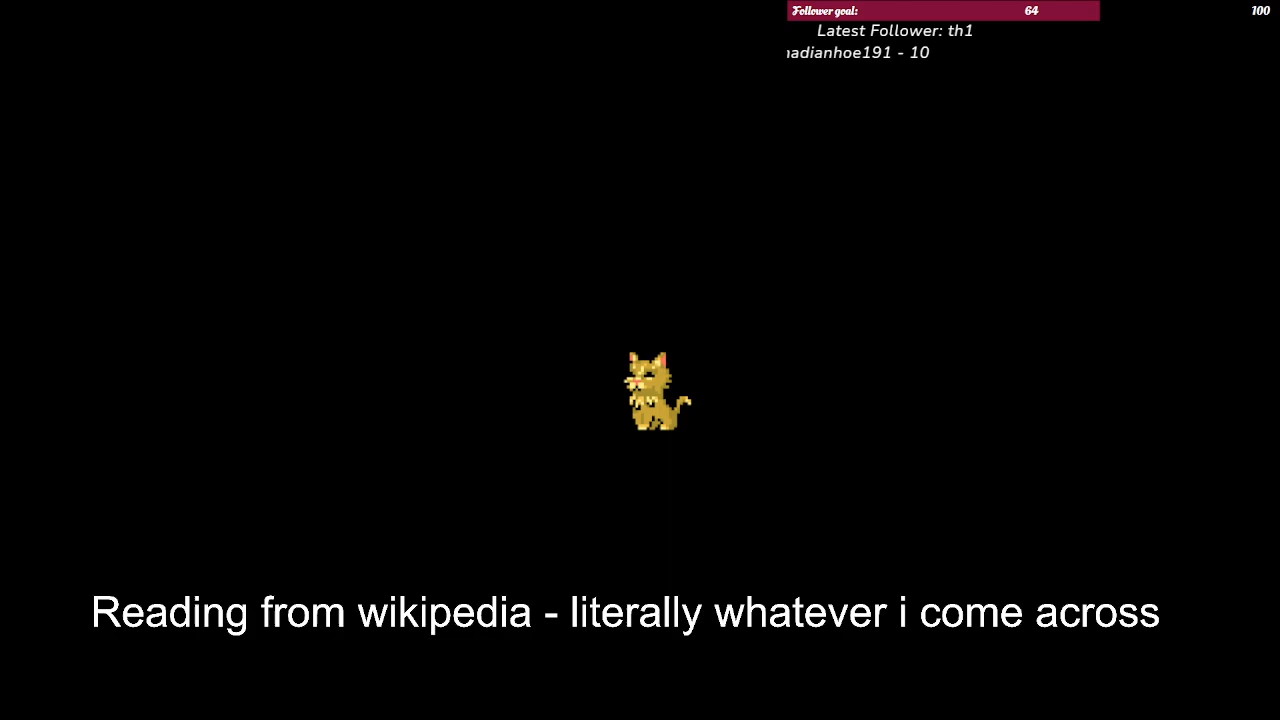 Follower goal: 64 100
Latest Follower: th1
adianhoe191 - 10
Reading from wikipedia - literally whatever i come across